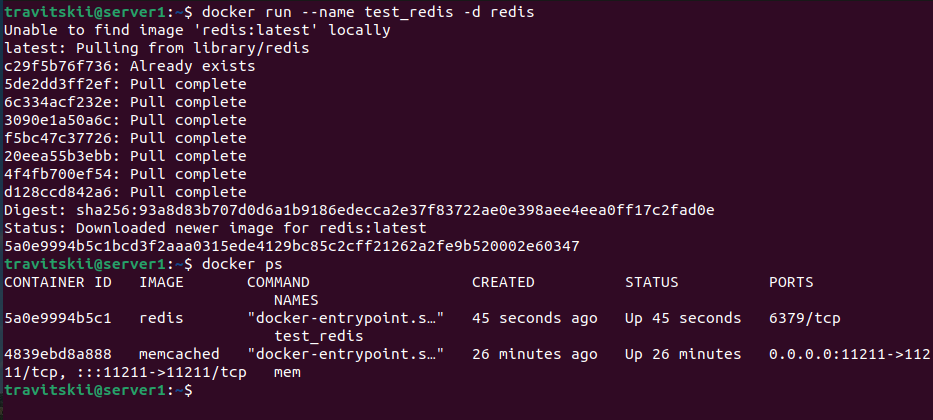 travitskii@server1:~$ docker run --name test_redis -d redis
Unable to find image 'redis:latest' locally
latest: Pulling from library/redis
c29f5b76f736: Already exists
5de2dd3ff2ef: Pull complete
6c334acf232e: Pull complete
3090e1a50a6c: Pull complete
f5bc47c37726: Pull complete
20eea55b3ebb: Pull complete
4f4fb700ef54: Pull complete
d128ccd842a6: Pull complete
Digest: sha256:93a8d83b707d0d6a1b9186edecca2e37f83722ae0e398aee4eea0ff17c2fad0e
Status: Downloaded newer image for redis:latest
5a0e9994b5c1bcd3f2aaa0315ede4129bc85c2cff21262a2fe9b520002e60347
travitskii@server1:~$ docker ps
CONTAINER ID   IMAGE       COMMAND                  CREATED          STATUS          PORTS
                              NAMES
5a0e9994b5c1   redis       "docker-entrypoint.s…"   45 seconds ago   Up 45 seconds   6379/tcp
                              test_redis
4839ebd8a888   memcached   "docker-entrypoint.s…"   26 minutes ago   Up 26 minutes   0.0.0.0:11211->112
11/tcp, :::11211->11211/tcp   mem
travitskii@server1:~$